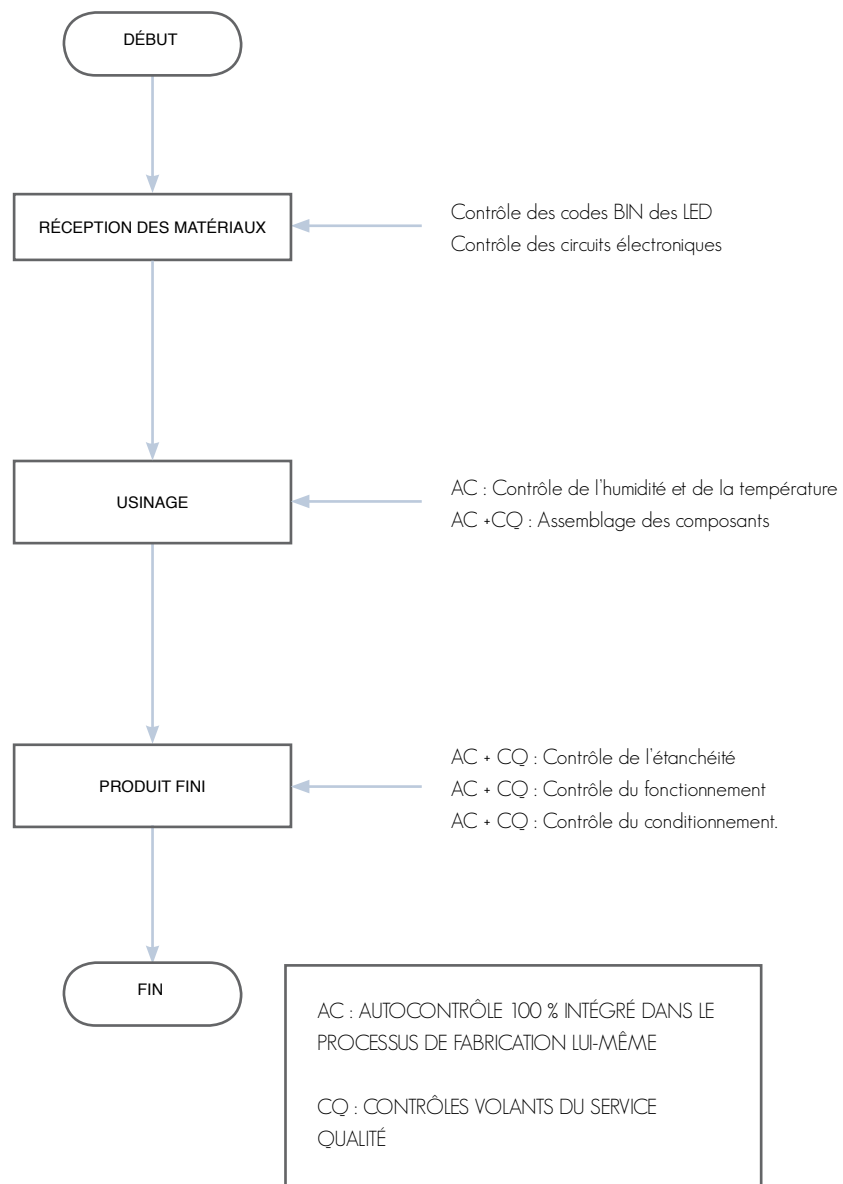 DÉBUT
RÉCEPTION DES MATÉRIAUX
Contrôle des codes BIN des LED
Contrôle des circuits électroniques
USINAGE
AC : Contrôle de l'humidité et de la température
AC +CQ : Assemblage des composants
PRODUIT FINI
AC + CQ : Contrôle de l'étanchéité
AC + CQ : Contrôle du fonctionnement
AC + CQ : Contrôle du conditionnement.
FIN
AC : AUTOCONTRÔLE 100 % INTÉGRÉ DANS LE
PROCESSUS DE FABRICATION LUI-MÊME
CQ : CONTRÔLES VOLANTS DU SERVICE
QUALITÉ